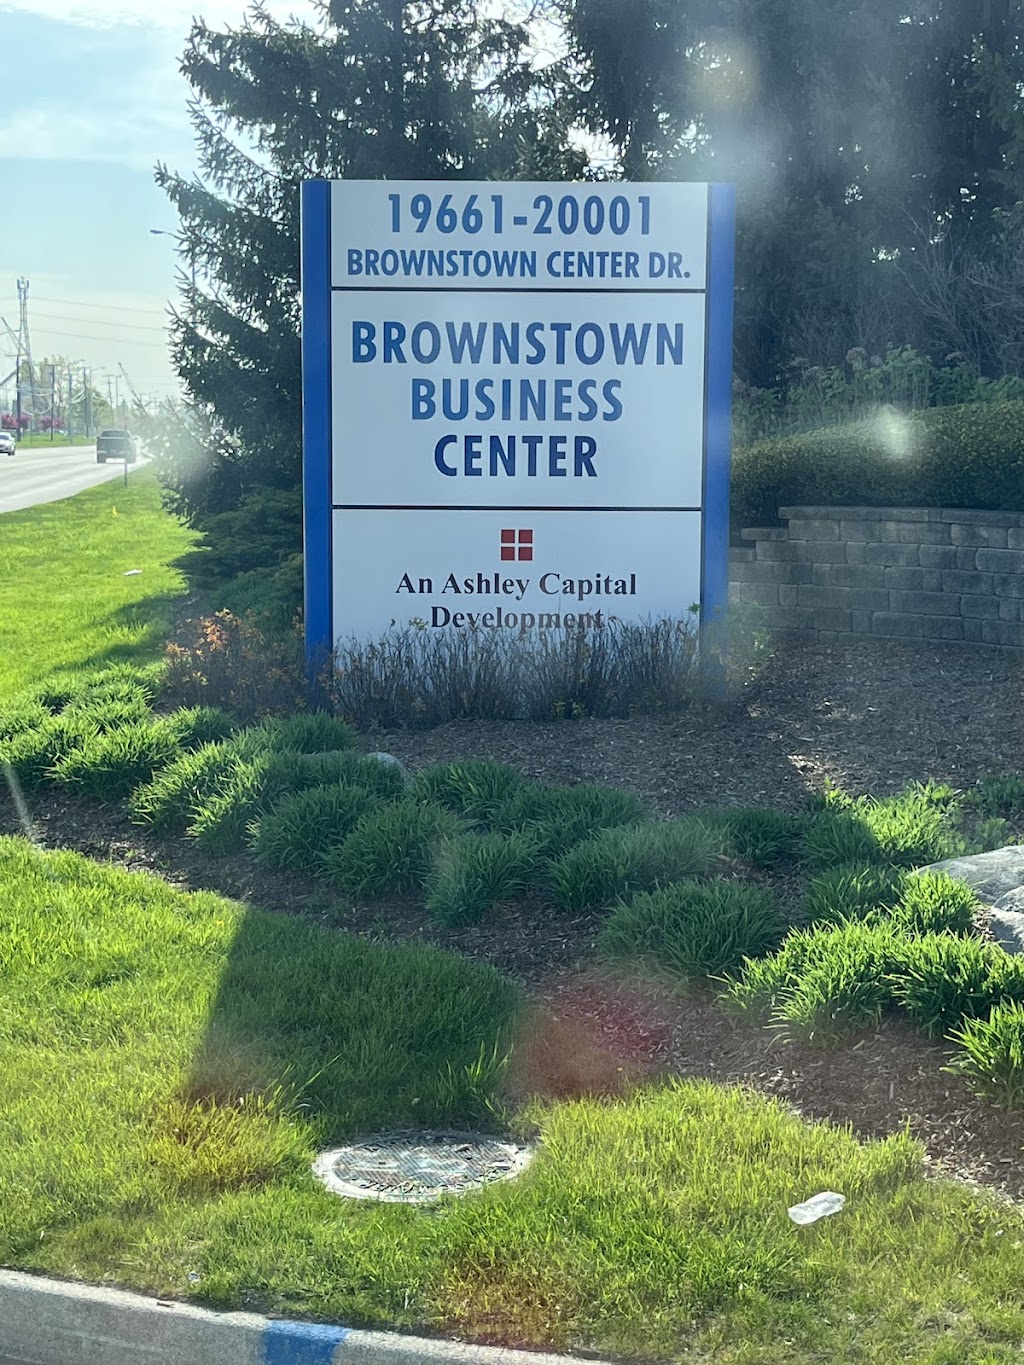 19661-20001
BROWNSTOWN CENTER DR.
BROWNSTOWN
BUSINESS
CENTER
An Ashley Capital
Development